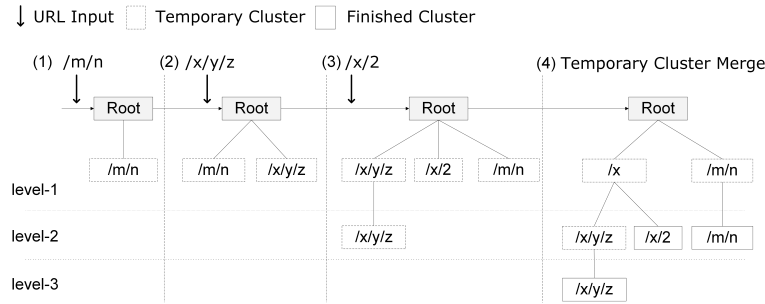 URL Input Temporary Cluster Finished Cluster
(1) /m/n (2) /x/y/z (3) /x/2 (4) Temporary Cluster Merge
Root Root Root Root
/m/n /m/n /x/y/z /x/y/z /x/2 /m/n /x /m/n
level-1
level-2 /x/y/z /x/y/z /x/2 /m/n
level-3 /x/y/z